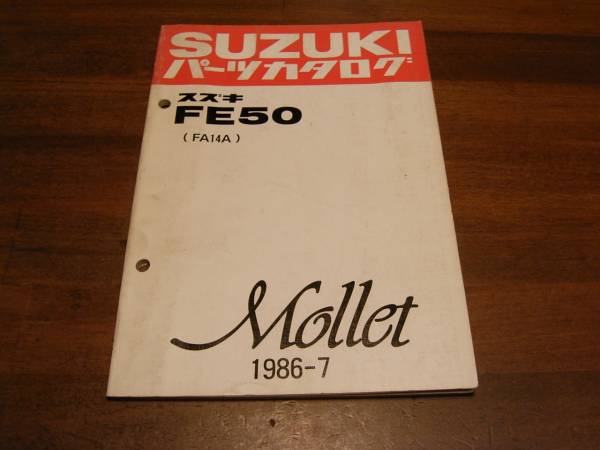 SUZUKI
パーツカタログ
スズキ
FE50
(FA14A)
Mollet
1986-7